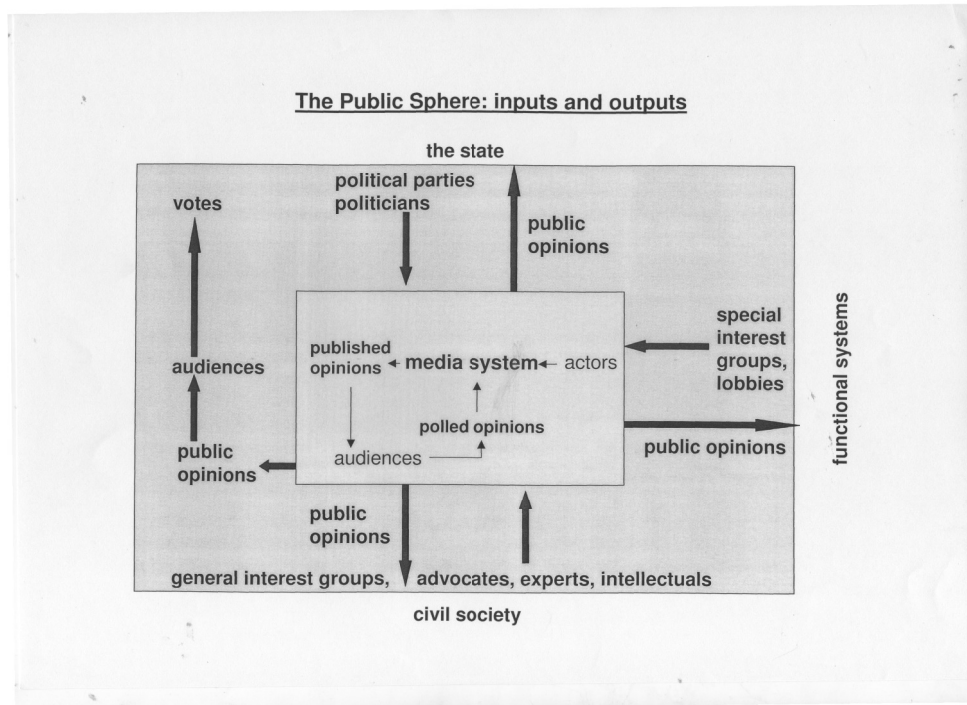 The Public Sphere: inputs and outputs
the state
political parties
politicians
votes
public
opinions
special
interest
groups,
lobbies
functional systems
published
opinions
media system
actors
audiences
polled opinions
audiences
public opinions
public
opinions
public
opinions
general interest groups, advocates, experts, intellectuals
civil society